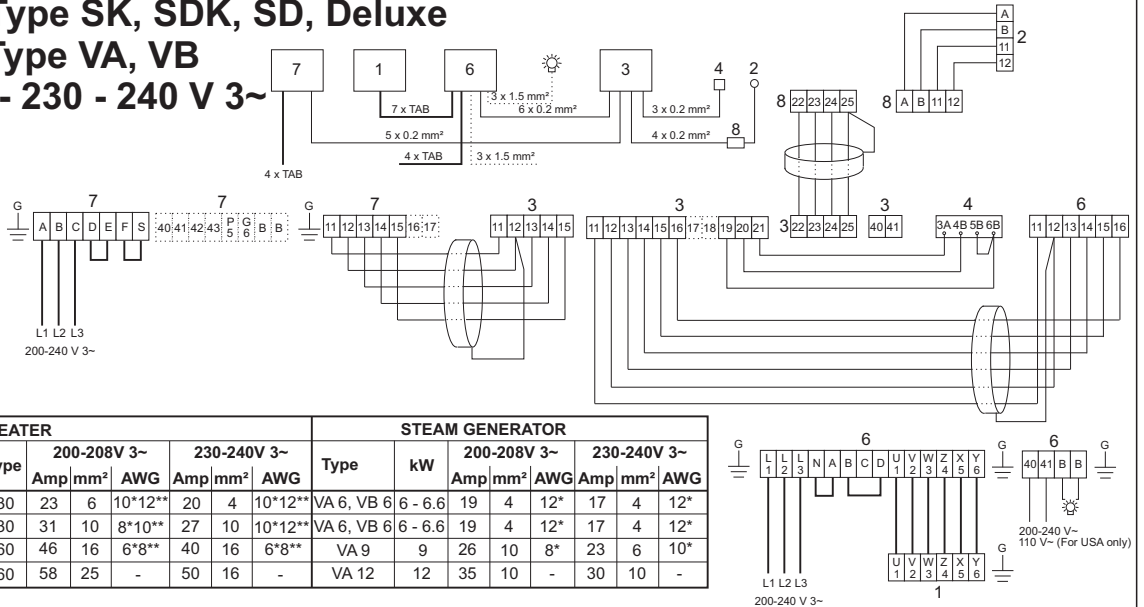 Type SK, SDK, SD, Deluxe
Type VA, VB
- 230 - 240 V 3~
7
1
6
3
4 2
3 x 1.5 mm²
7 x TAB
6 x 0.2 mm²
3 x 0.2 mm²
5 x 0.2 mm²
4 x 0.2 mm²
8
4 x TAB
3 x 1.5 mm²
4 x TAB
A
B
11
12
2
8 22 23 24 25
8 A B 11 12
G
7
A B C D E F S
7
40 41 42 43 P5 G6 B B
G
7
11 12 13 14 15 16 17
3
11 12 13 14 15
3
11 12 13 14 15 16 17 18 19 20 21
3 22 23 24 25
3
40 41
4
3A 4B 5B 6B
6
11 12 13 14 15 16
L1 L2 L3
200-240 V 3~
EATER STEAM GENERATOR
ype 200-208V 3~ 230-240V 3~ Type kW 200-208V 3~ 230-240V 3~
Amp mm² AWG Amp mm² AWG Amp mm² AWG Amp mm² AWG
80 23 6 10*12** 20 4 10*12** VA 6, VB 6 6 - 6.6 19 4 12* 17 4 12*
80 31 10 8*10** 27 10 10*12** VA 6, VB 6 6 - 6.6 19 4 12* 17 4 12*
60 46 16 6*8** 40 16 6*8** VA 9 9 26 10 8* 23 6 10*
60 58 25 - 50 16 - VA 12 12 35 10 - 30 10 -
G
6
L1 L2 L3 N A B C D U1 V2 W3 Z4 X5 Y6
G
6
40 41 B B
G
200-240 V~
110 V~ (For USA only)
G
U1 V2 W3 Z4 X5 Y6
1
L1 L2 L3
200-240 V 3~